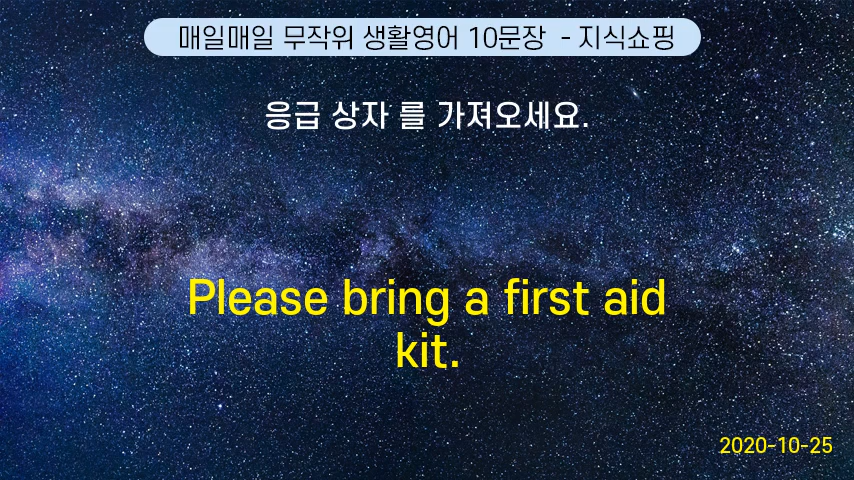 매일매일 무작위 생활영어 10문장 - 지식쇼핑
응급 상자 를 가져오세요.
Please bring a first aid
kit.
2020-10-25